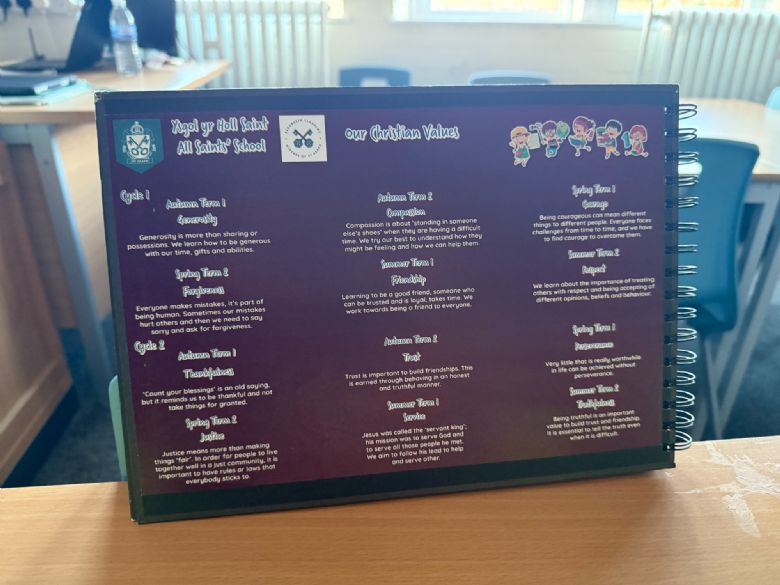 Ysgol yr Holl Saint
All Saints' School
Our Christian Values
Cycle 1
Autumn Term 1
Generosity
Generosity is more than sharing or
possessions. We learn how to be generous
with our time, gifts and abilities.
Autumn Term 2
Compassion
Compassion is about 'standing in someone
else's shoes' when they are having a difficult
time. We try our best to understand how they
might be feeling and how we can help them.
Spring Term 1
Courage
Being courageous can mean different
things to different people. Everyone faces
challenges from time to time, and we have
to find courage to overcome them.
Spring Term 2
Forgiveness
Everyone makes mistakes, it's part of
being human. Sometimes our mistakes
hurt others and then we need to say
sorry and ask for forgiveness.
Summer Term 1
Friendship
Learning to be a good friend, someone who
can be trusted and is loyal, takes time. We
work towards being a friend to everyone.
Summer Term 2
Respect
We learn about the importance of treating
others with respect and being accepting of
different opinions, beliefs and behaviour.
Cycle 2
Autumn Term 1
Thankfulness
'Count your blessings' is an old saying,
but it reminds us to be thankful and not
take things for granted.
Autumn Term 2
Trust
Trust is important to build friendships. This
is earned through behaving in an honest
and truthful manner.
Spring Term 1
Perseverance
Very little that is really worthwhile
in life can be achieved without
perseverance.
Spring Term 2
Justice
Justice means more than making
things "fair". In order for people to live
together well in a just community, it is
important to have rules or laws that
everybody sticks to.
Summer Term 1
Service
Jesus was called the 'servant king';
his mission was to serve God and
to serve all those people he met.
We aim to follow his lead to help
and serve other.
Summer Term 2
Truthfulness
Being truthful is an important
value to build trust and friendship.
It is essential to tell the truth even
when it is difficult.